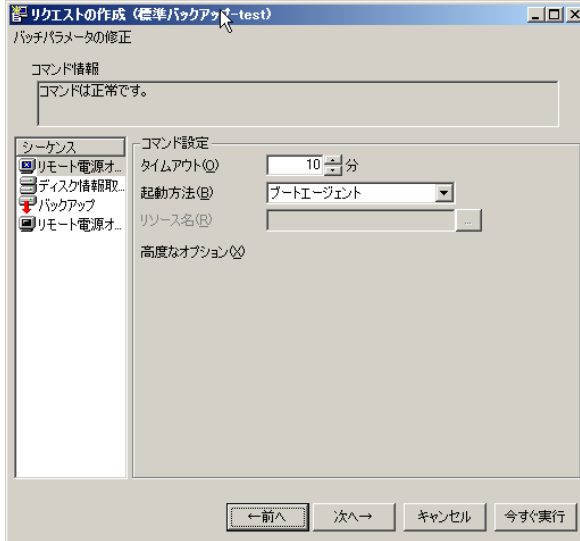 リクエストの作成 (標準バックアップ-test)
バッチパラメータの修正
コマンド情報
コマンドは正常です。
シーケンス
リモート電源オ...
ディスク情報取...
バックアップ
リモート電源オ...
コマンド設定
タイムアウト(O) 10 分
起動方法(B) ブートエージェント
リソース名(R) ...
高度なオプション(X)
←前へ 次へ→ キャンセル 今すぐ実行